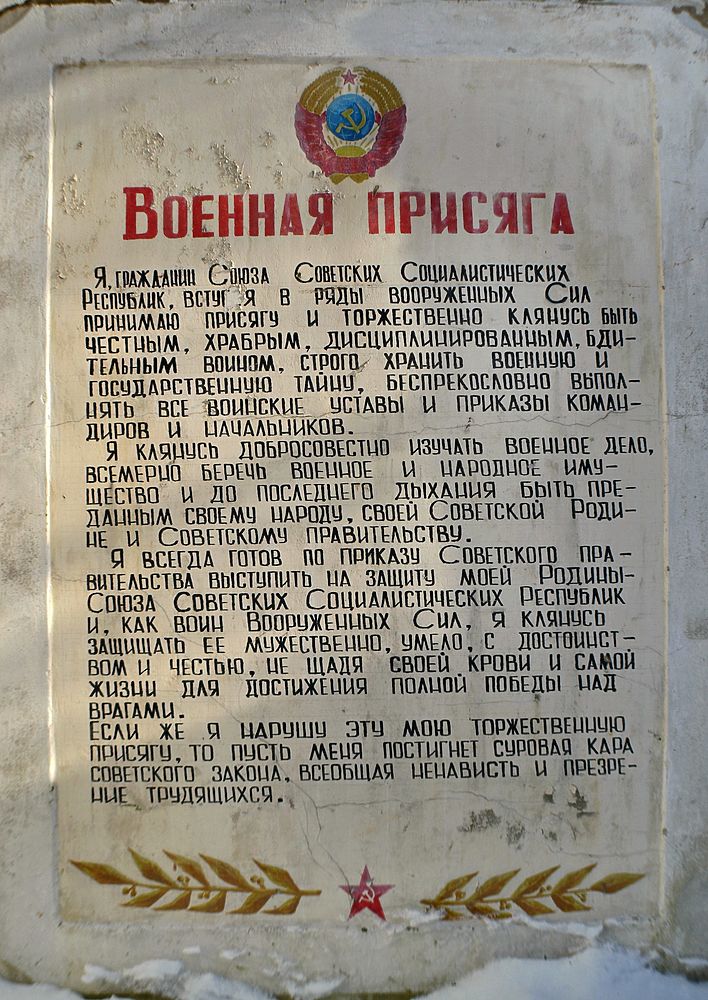 Военная присяга
Я, гражданин Союза Советских Социалистических
Республик, вступ я в ряды Вооруженных Сил
принимаю присягу и торжественно клянусь быть
честным, храбрым, дисциплинированным, бди-
тельным воином, строго хранить военную и
государственную тайну, беспрекословно выпол-
нять все воинские уставы и приказы коман-
диров и начальников.
Я клянусь добросовестно изучать военное дело,
всемерно беречь военное и народное иму-
щество и до последнего дыхания быть пре-
данным своему народу, своей Советской Роди-
не и Советскому правительству.
Я всегда готов по приказу Советского пра-
вительства выступить на защиту моей Родины-
Союза Советских Социалистических Республик
и, как воин Вооруженных Сил, я клянусь
защищать ее мужественно, умело, с достоинст-
вом и честью, не щадя своей крови и самой
жизни для достижения полной победы над
врагами.
Если же я нарушу эту мою торжественную
присягу, то пусть меня постигнет суровая кара
советского закона, всеобщая ненависть и презре-
ние трудящихся.